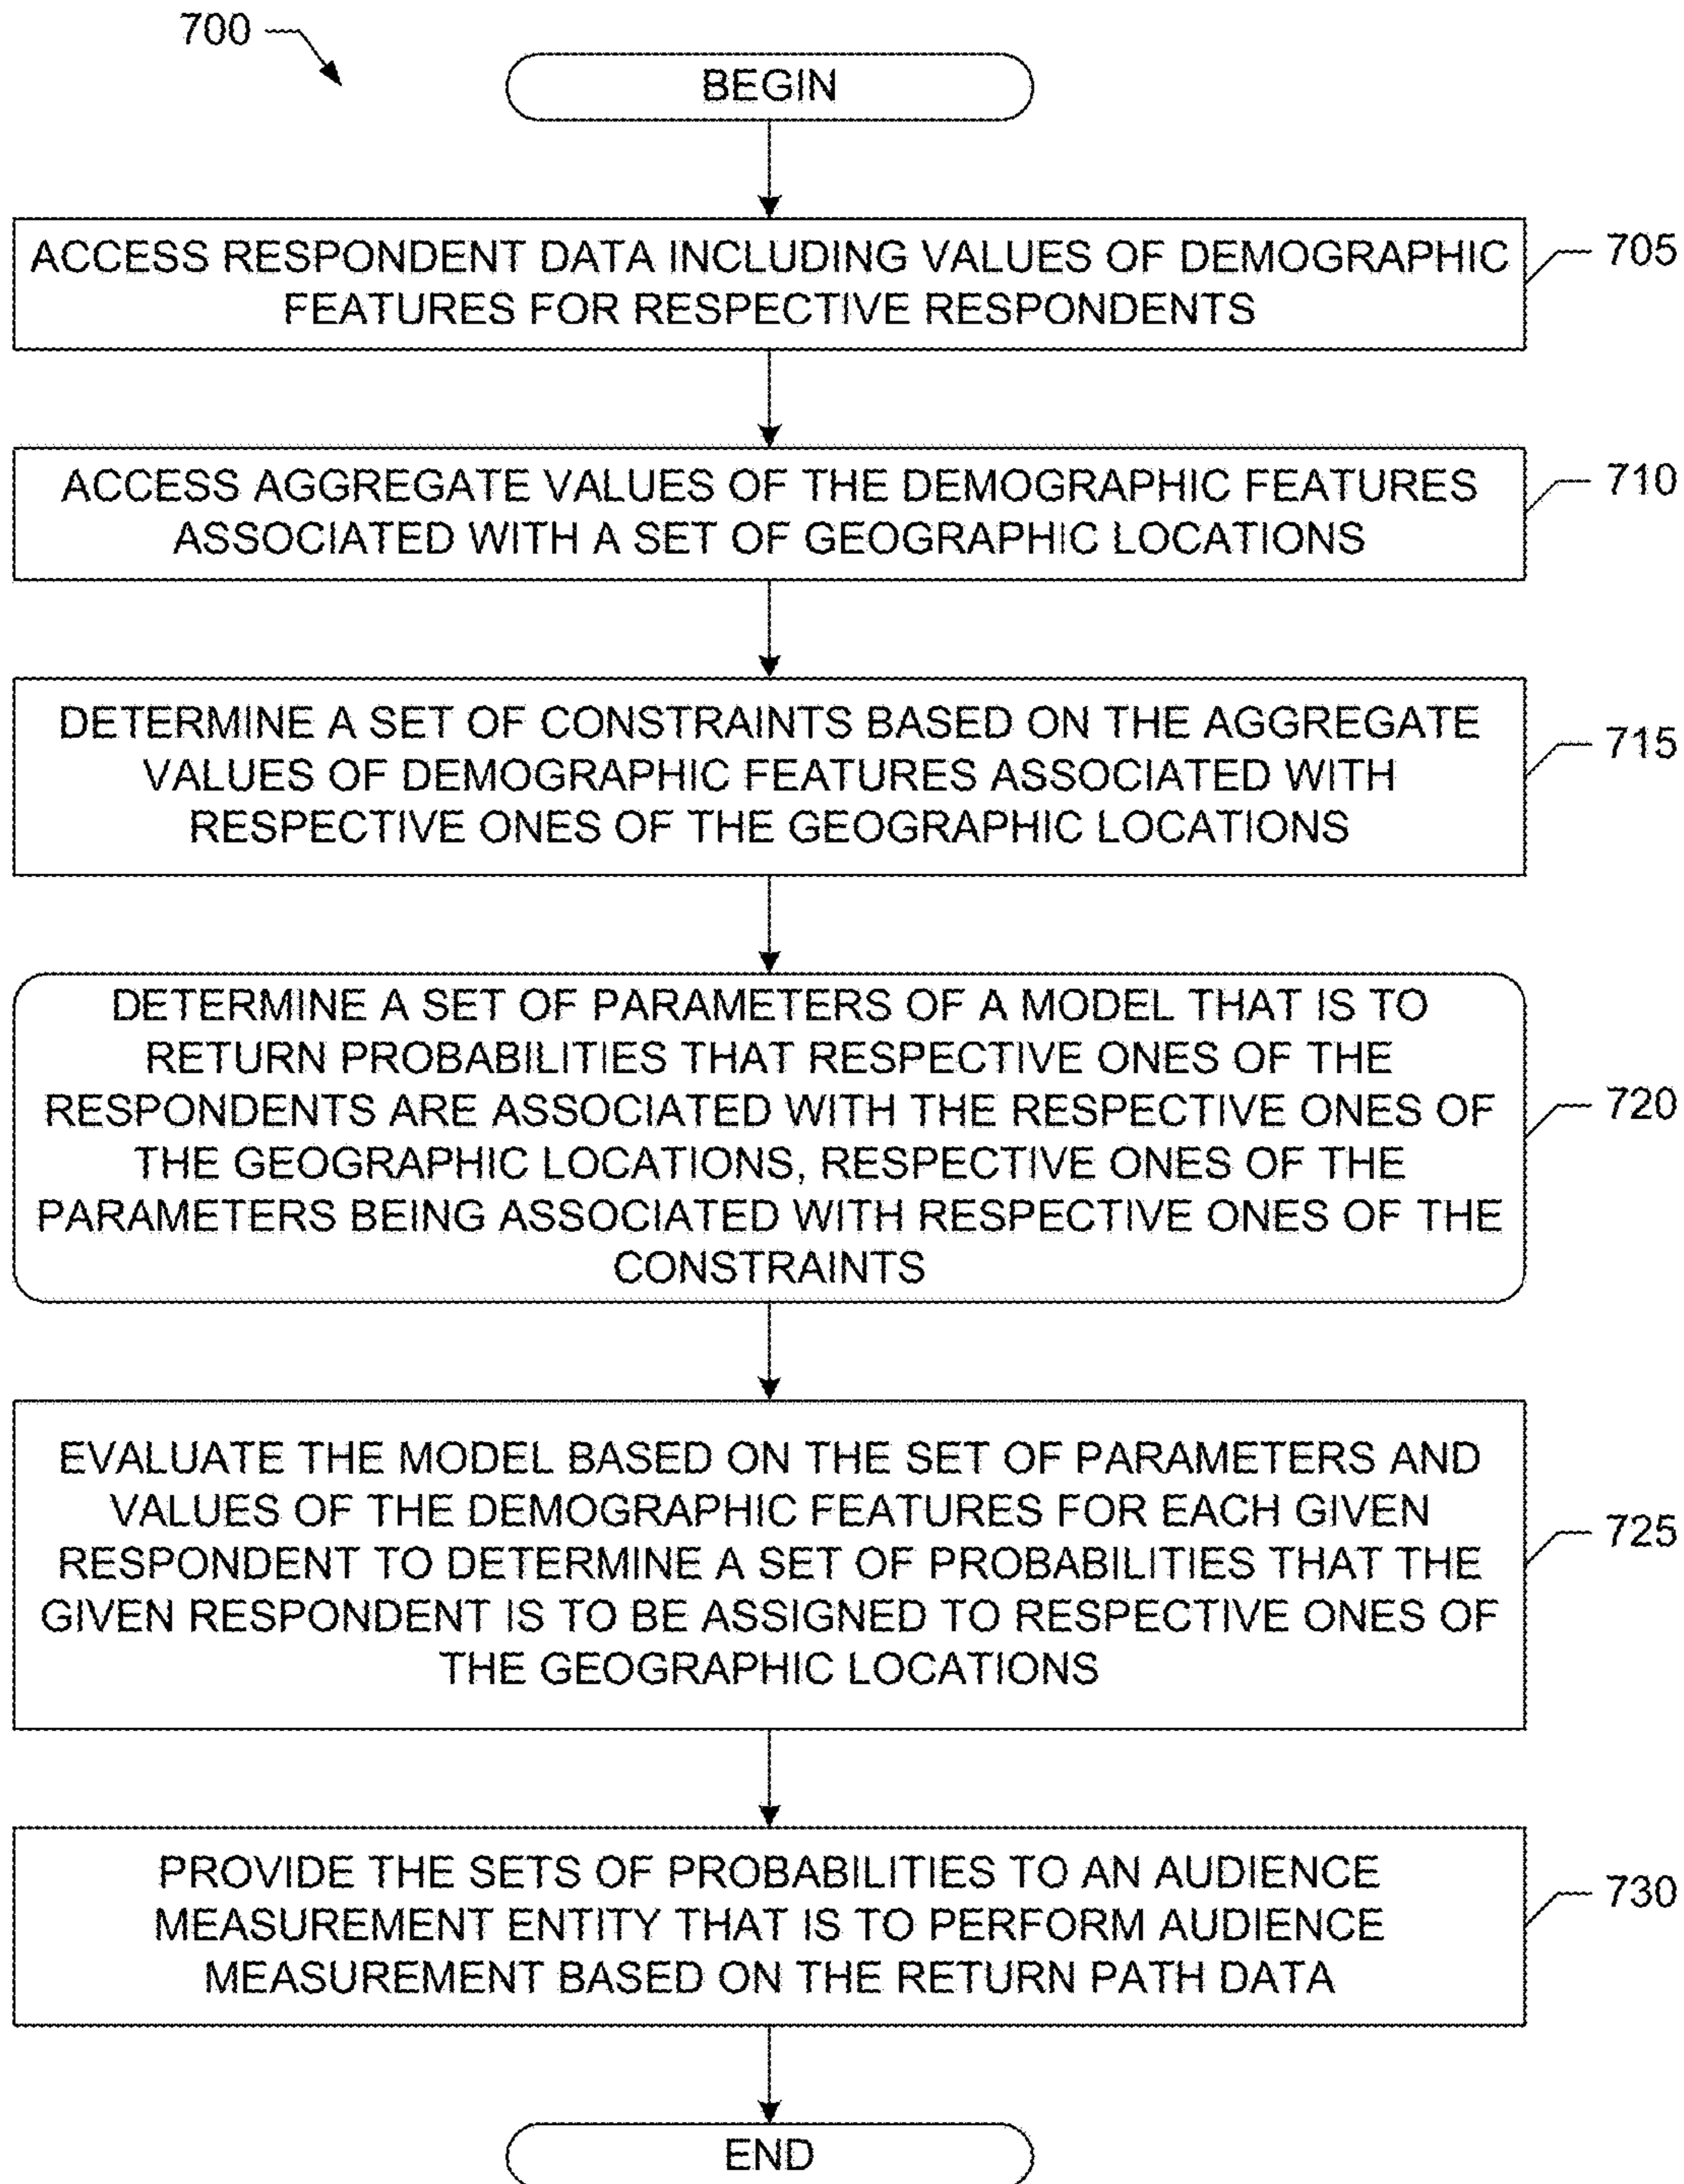 700
BEGIN
ACCESS RESPONDENT DATA INCLUDING VALUES OF DEMOGRAPHIC
FEATURES FOR RESPECTIVE RESPONDENTS
705
ACCESS AGGREGATE VALUES OF THE DEMOGRAPHIC FEATURES
ASSOCIATED WITH A SET OF GEOGRAPHIC LOCATIONS
710
DETERMINE A SET OF CONSTRAINTS BASED ON THE AGGREGATE
VALUES OF DEMOGRAPHIC FEATURES ASSOCIATED WITH
RESPECTIVE ONES OF THE GEOGRAPHIC LOCATIONS
715
DETERMINE A SET OF PARAMETERS OF A MODEL THAT IS TO
RETURN PROBABILITIES THAT RESPECTIVE ONES OF THE
RESPONDENTS ARE ASSOCIATED WITH THE RESPECTIVE ONES OF
THE GEOGRAPHIC LOCATIONS, RESPECTIVE ONES OF THE
PARAMETERS BEING ASSOCIATED WITH RESPECTIVE ONES OF THE
CONSTRAINTS
720
EVALUATE THE MODEL BASED ON THE SET OF PARAMETERS AND
VALUES OF THE DEMOGRAPHIC FEATURES FOR EACH GIVEN
RESPONDENT TO DETERMINE A SET OF PROBABILITIES THAT THE
GIVEN RESPONDENT IS TO BE ASSIGNED TO RESPECTIVE ONES OF
THE GEOGRAPHIC LOCATIONS
725
PROVIDE THE SETS OF PROBABILITIES TO AN AUDIENCE
MEASUREMENT ENTITY THAT IS TO PERFORM AUDIENCE
MEASUREMENT BASED ON THE RETURN PATH DATA
730
END